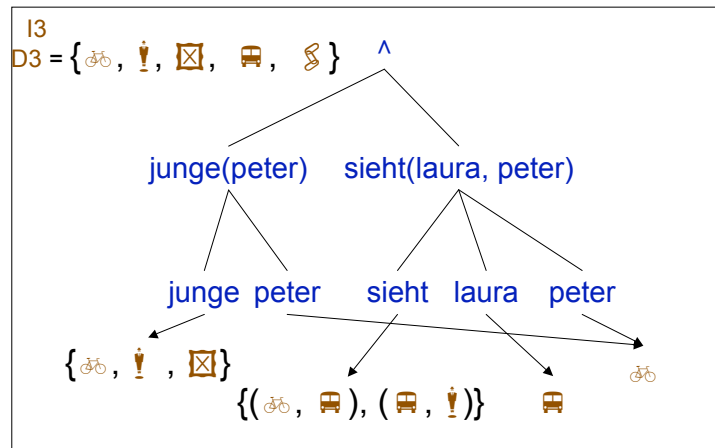 I3
D3 = { , , , , } ^
junge(peter) sieht(laura, peter)
junge peter sieht laura peter
{ , , }
{( , ), ( , )}